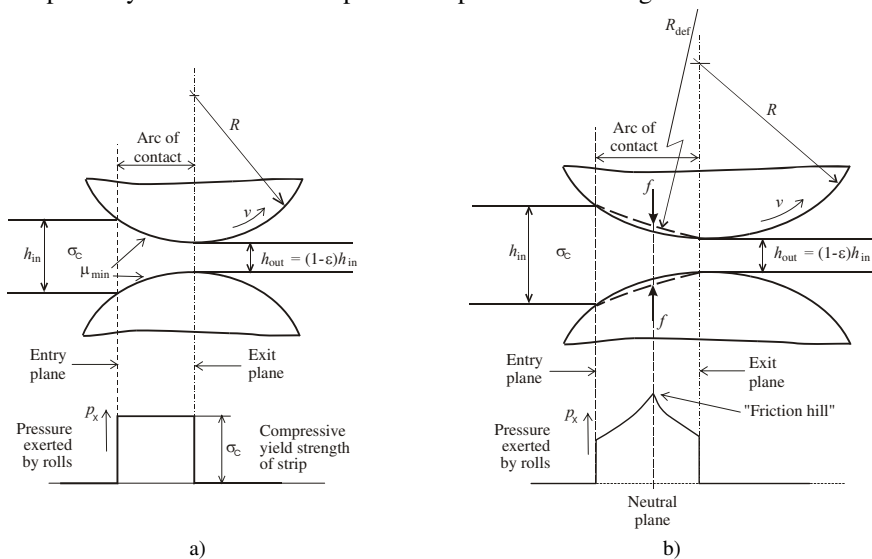 R
Arc of
contact
v
h_in
σ_c
μ_min
h_out = (1-ε)h_in
Entry
plane
Exit
plane
p_x
Pressure
exerted
by rolls
σ_c
Compressive
yield strength
of strip
a)
R_def
R
Arc of
contact
f
v
h_in
σ_c
h_out = (1-ε)h_in
f
Entry
plane
Exit
plane
p_x
"Friction hill"
Pressure
exerted
by rolls
Neutral
plane
b)